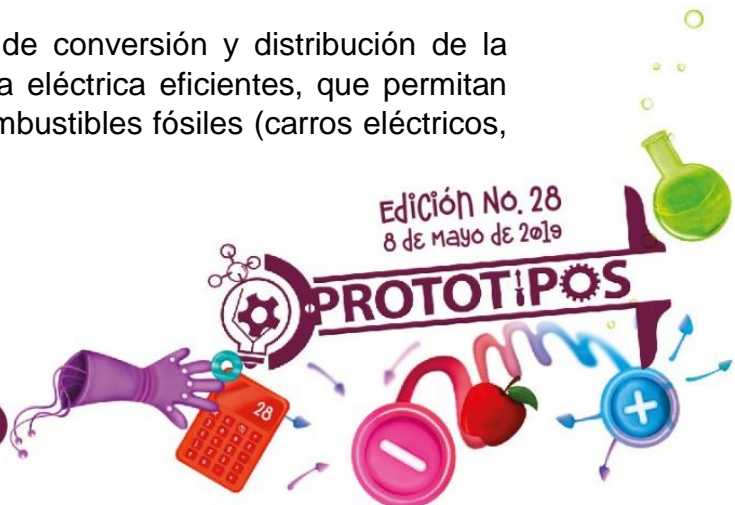 de conversión y distribución de la
a eléctrica eficientes, que permitan
mbustibles fósiles (carros eléctricos,
Edición No. 28
8 de Mayo de 2019
PROTOTIPOS
28